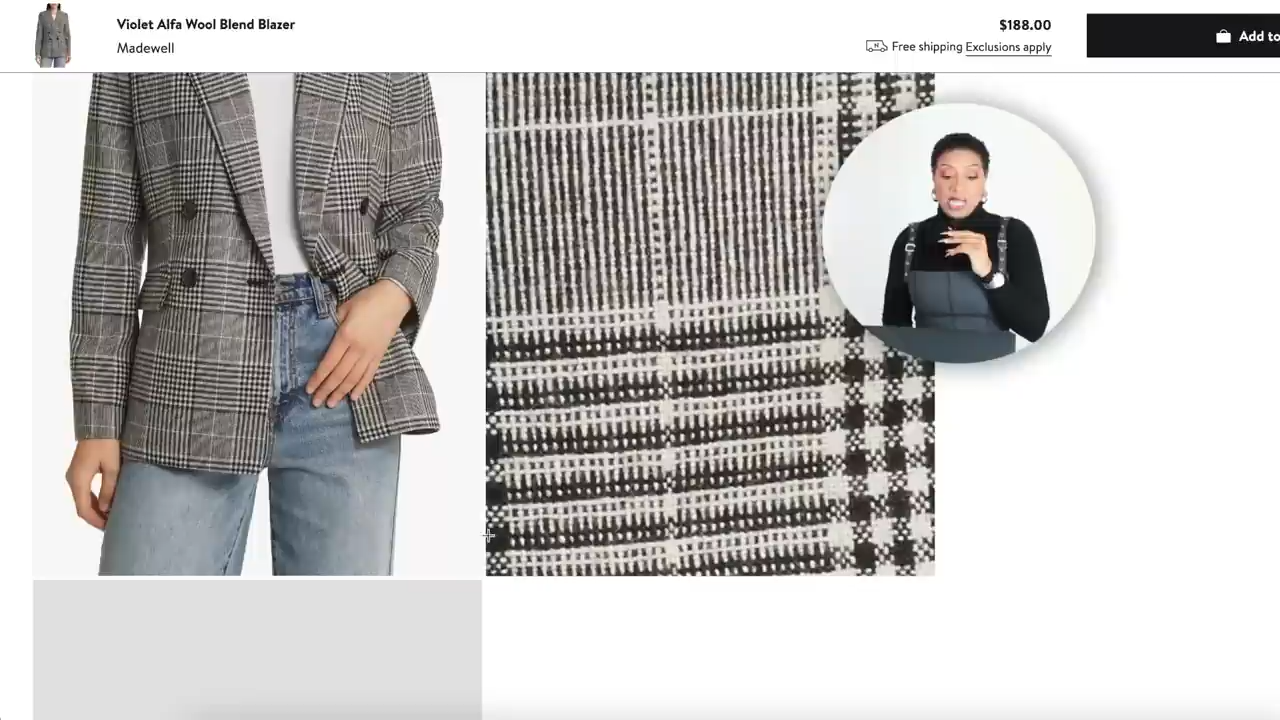 Violet Alfa Wool Blend Blazer
Madewell
$188.00
Free shipping Exclusions apply
Add to